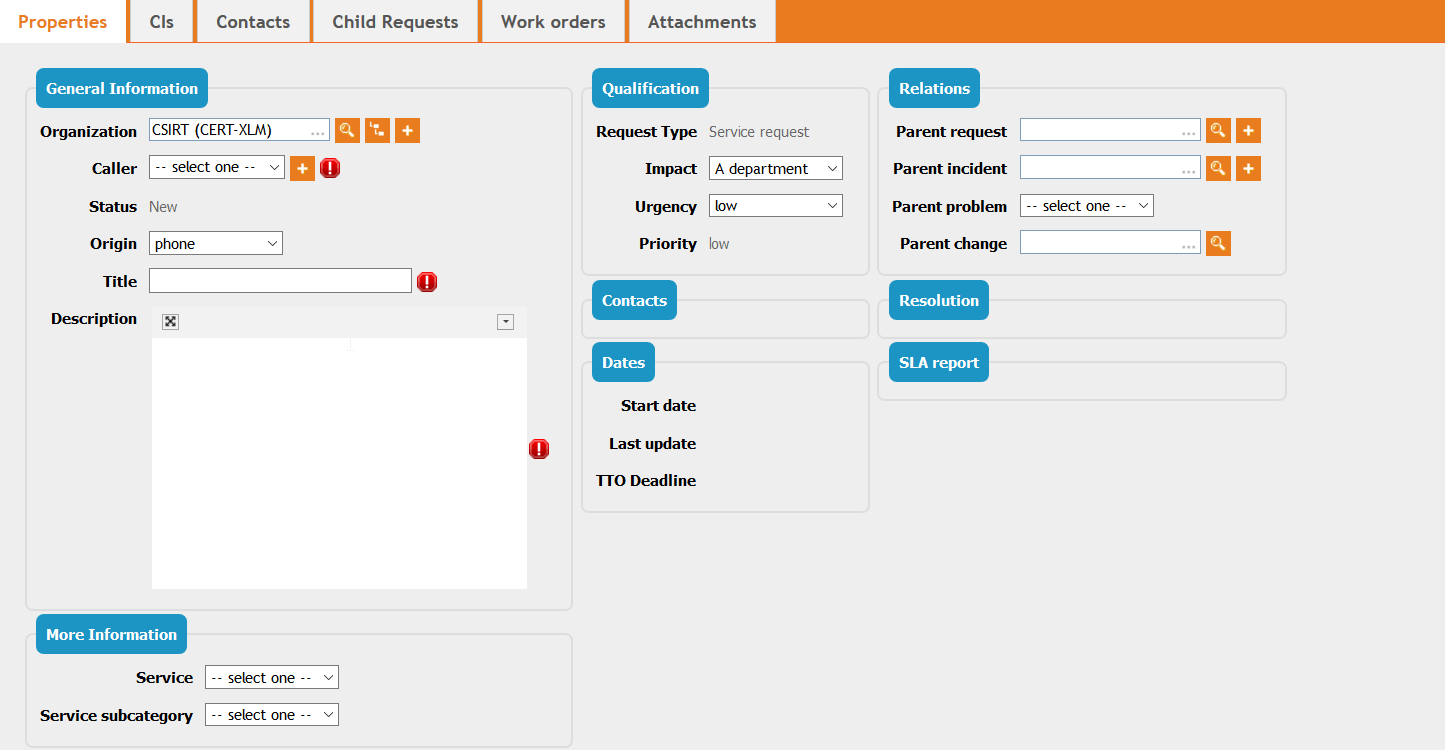 Properties
CIs
Contacts
Child Requests
Work orders
Attachments
General Information
Organization CSIRT (CERT-XLM) ...
Caller -- select one --
Status New
Origin phone
Title
Description
More Information
Service -- select one --
Service subcategory -- select one --
Qualification
Request Type Service request
Impact A department
Urgency low
Priority low
Contacts
Dates
Start date
Last update
TTO Deadline
Relations
Parent request ...
Parent incident ...
Parent problem -- select one --
Parent change ...
Resolution
SLA report